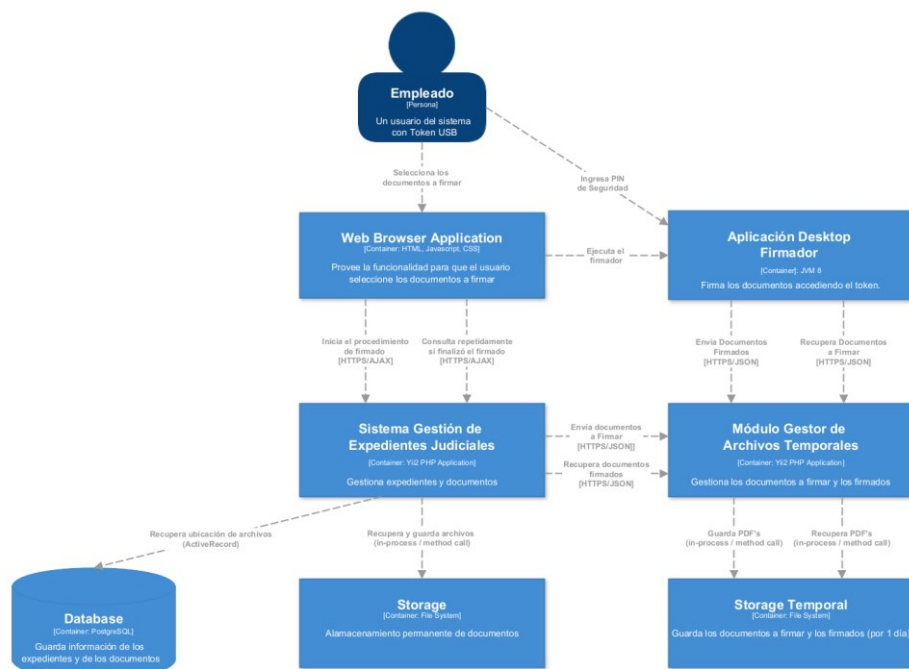 Empleado
[Persona]
Un usuario del sistema
con Token USB
Selecciona los
documentos a firmar
Ingresa PIN
de Seguridad
Web Browser Application
[Container: HTML, Javascript, CSS]
Provee la funcionalidad para que el usuario
seleccione los documentos a firmar
Ejecuta el
firmador
Aplicación Desktop
Firmador
[Container]: JVM 8
Firma los documentos accediendo el token.
Inicia el procedimiento
de firmado
[HTTPS/AJAX]
Consulta repetidamente
si finalizó el firmado
[HTTPS/AJAX]
Envía Documentos
Firmados
[HTTPS/JSON]
Recupera Documentos
a Firmar
[HTTPS/JSON]
Sistema Gestión de
Expedientes Judiciales
[Container: Yii2 PHP Application]
Gestiona expedientes y documentos
Envía documentos
a Firmar
[HTTPS/JSON]]
Recupera documentos
firmados
[HTTPS/JSON]
Módulo Gestor de
Archivos Temporales
[Container: Yii2 PHP Application]
Gestiona los documentos a firmar y los firmados
Recupera ubicación de archivos
(ActiveRecord)
Recupera y guarda archivos
(in-process / method call)
Guarda PDF's
(in-process / method call)
Recupera PDF's
(in-process / method call)
Database
[Container: PostgreSQL]
Guarda información de los
expedientes y de los documentos
Storage
[Container: File System]
Alamacenamiento permanente de documentos
Storage Temporal
[Container: File System]
Guarda los documentos a firmar y los firmados (por 1 día)